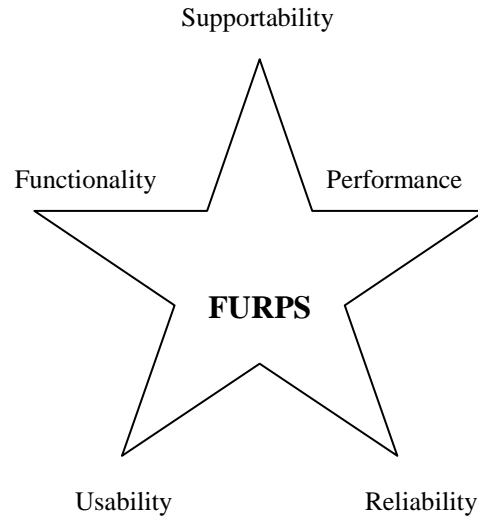 Supportability
Functionality
Performance
FURPS
Usability
Reliability